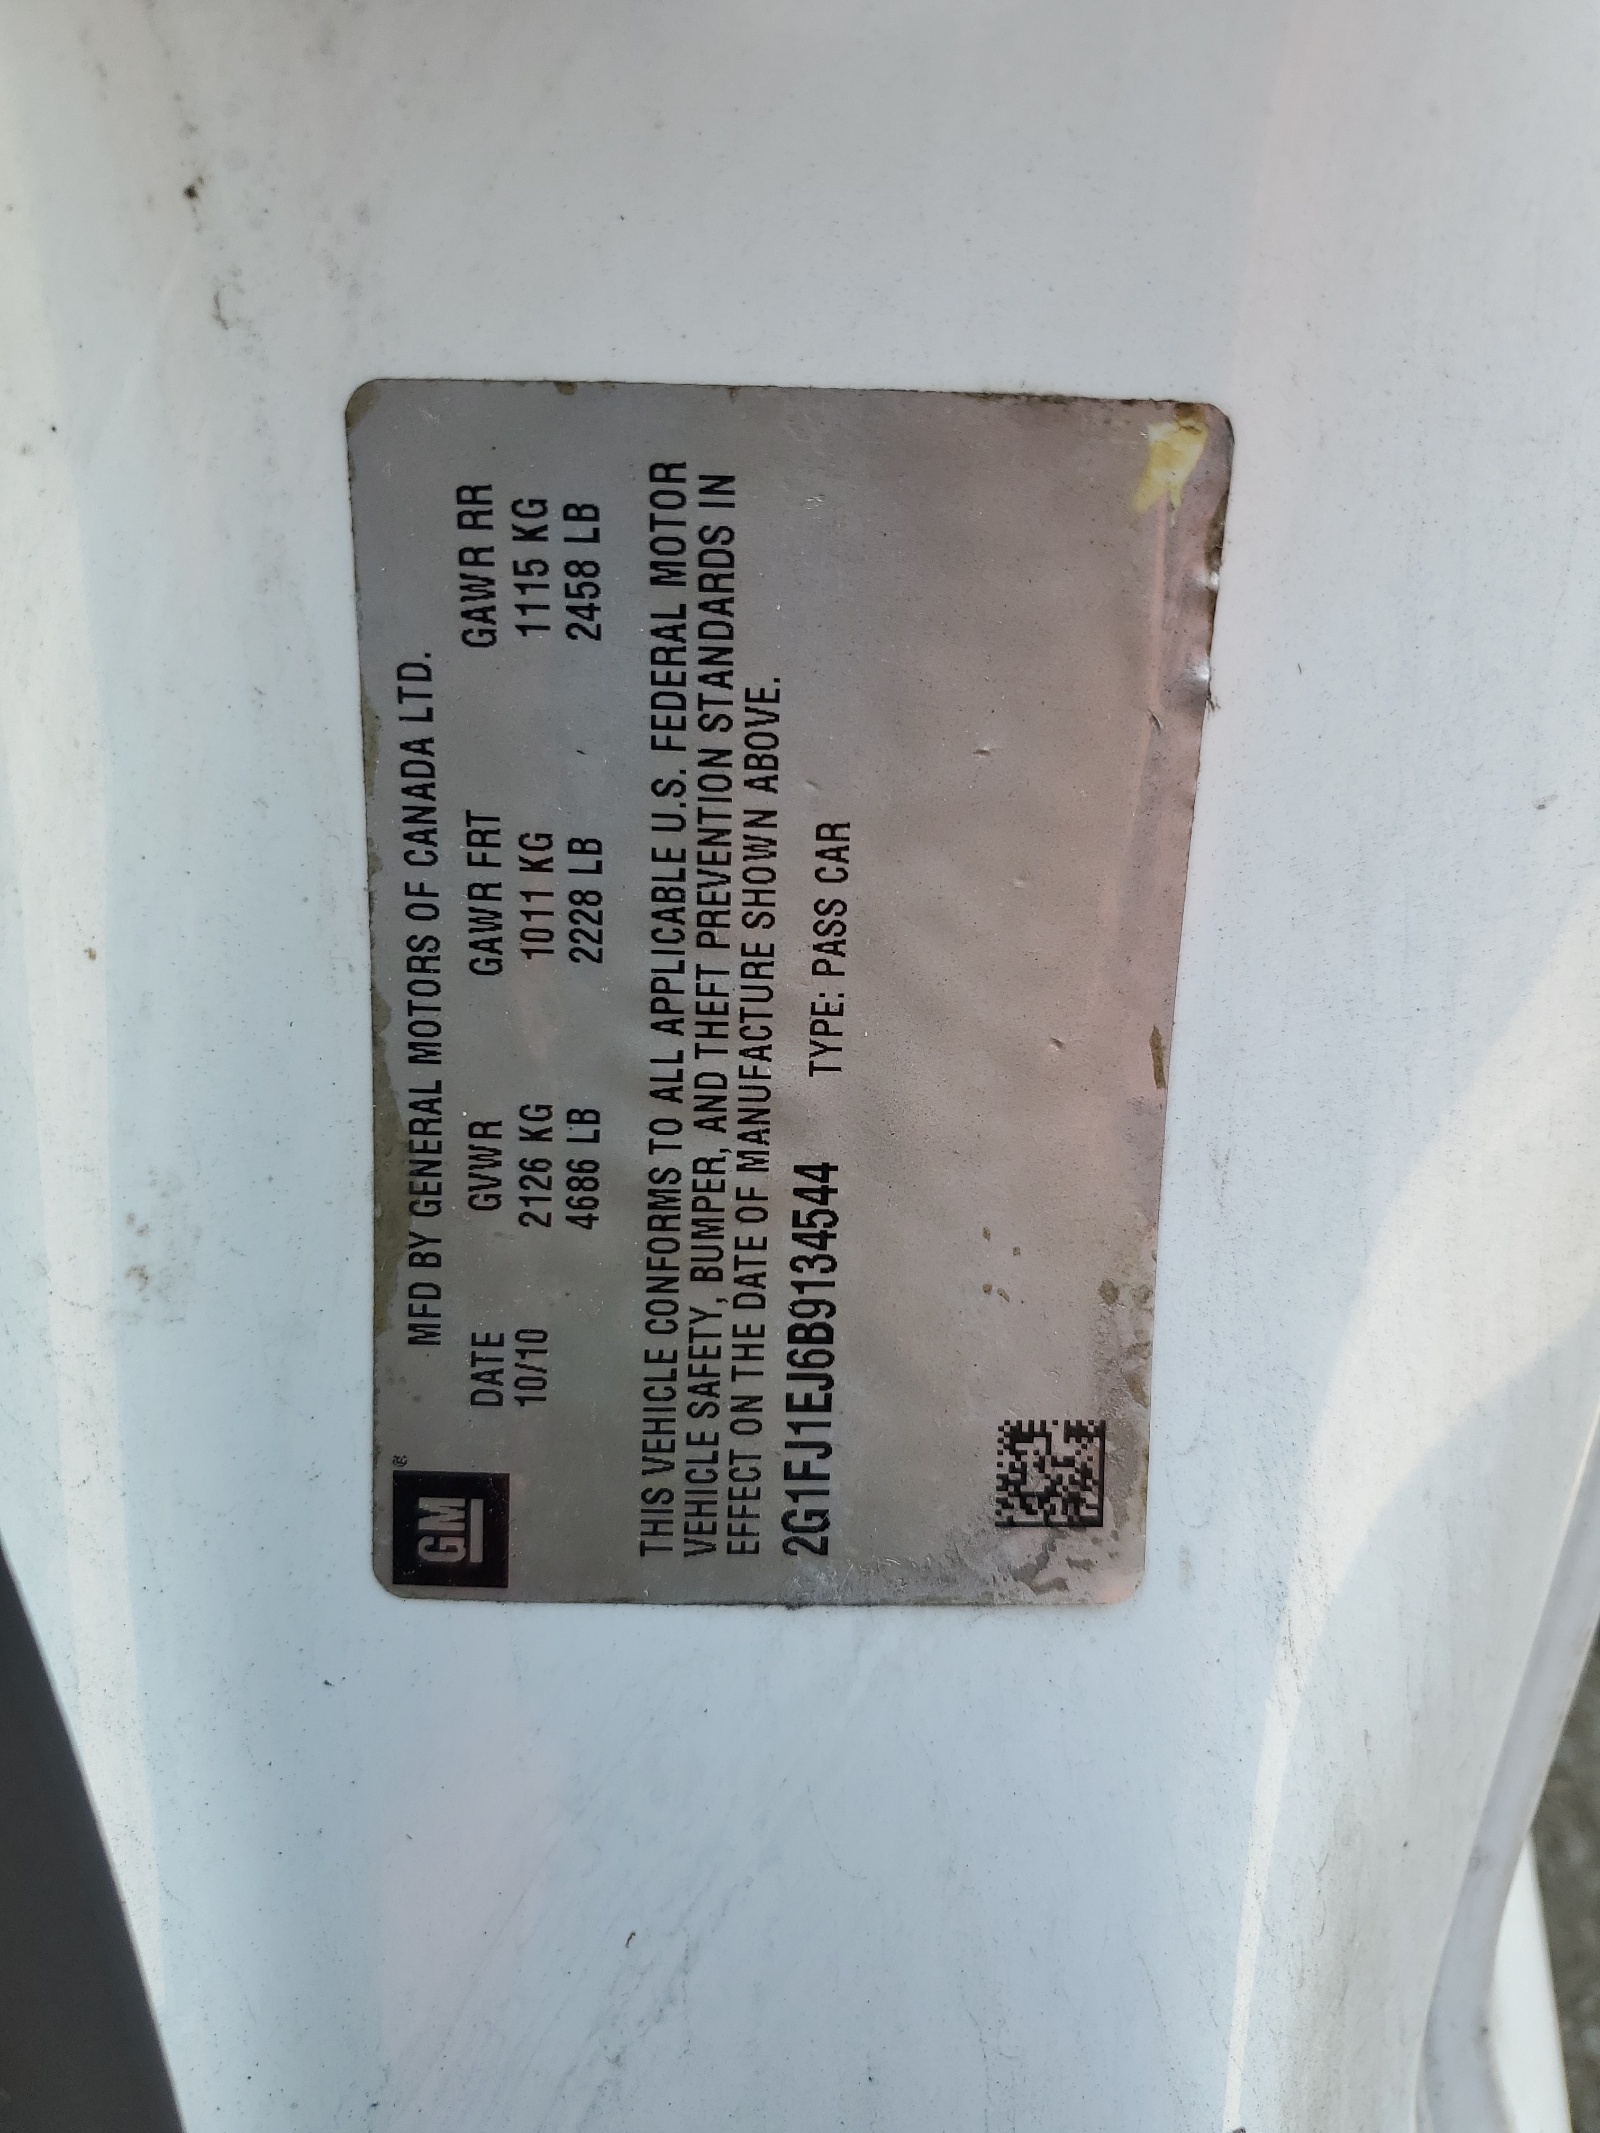 GM®
MFD BY GENERAL MOTORS OF CANADA LTD.
DATE GVWR GAWR FRT GAWR RR
10/10 2126 KG 1011 KG 1115 KG
4686 LB 2228 LB 2458 LB
THIS VEHICLE CONFORMS TO ALL APPLICABLE U.S. FEDERAL MOTOR
VEHICLE SAFETY, BUMPER, AND THEFT PREVENTION STANDARDS IN
EFFECT ON THE DATE OF MANUFACTURE SHOWN ABOVE.
2G1FJ1EJ6B9134544 TYPE: PASS CAR